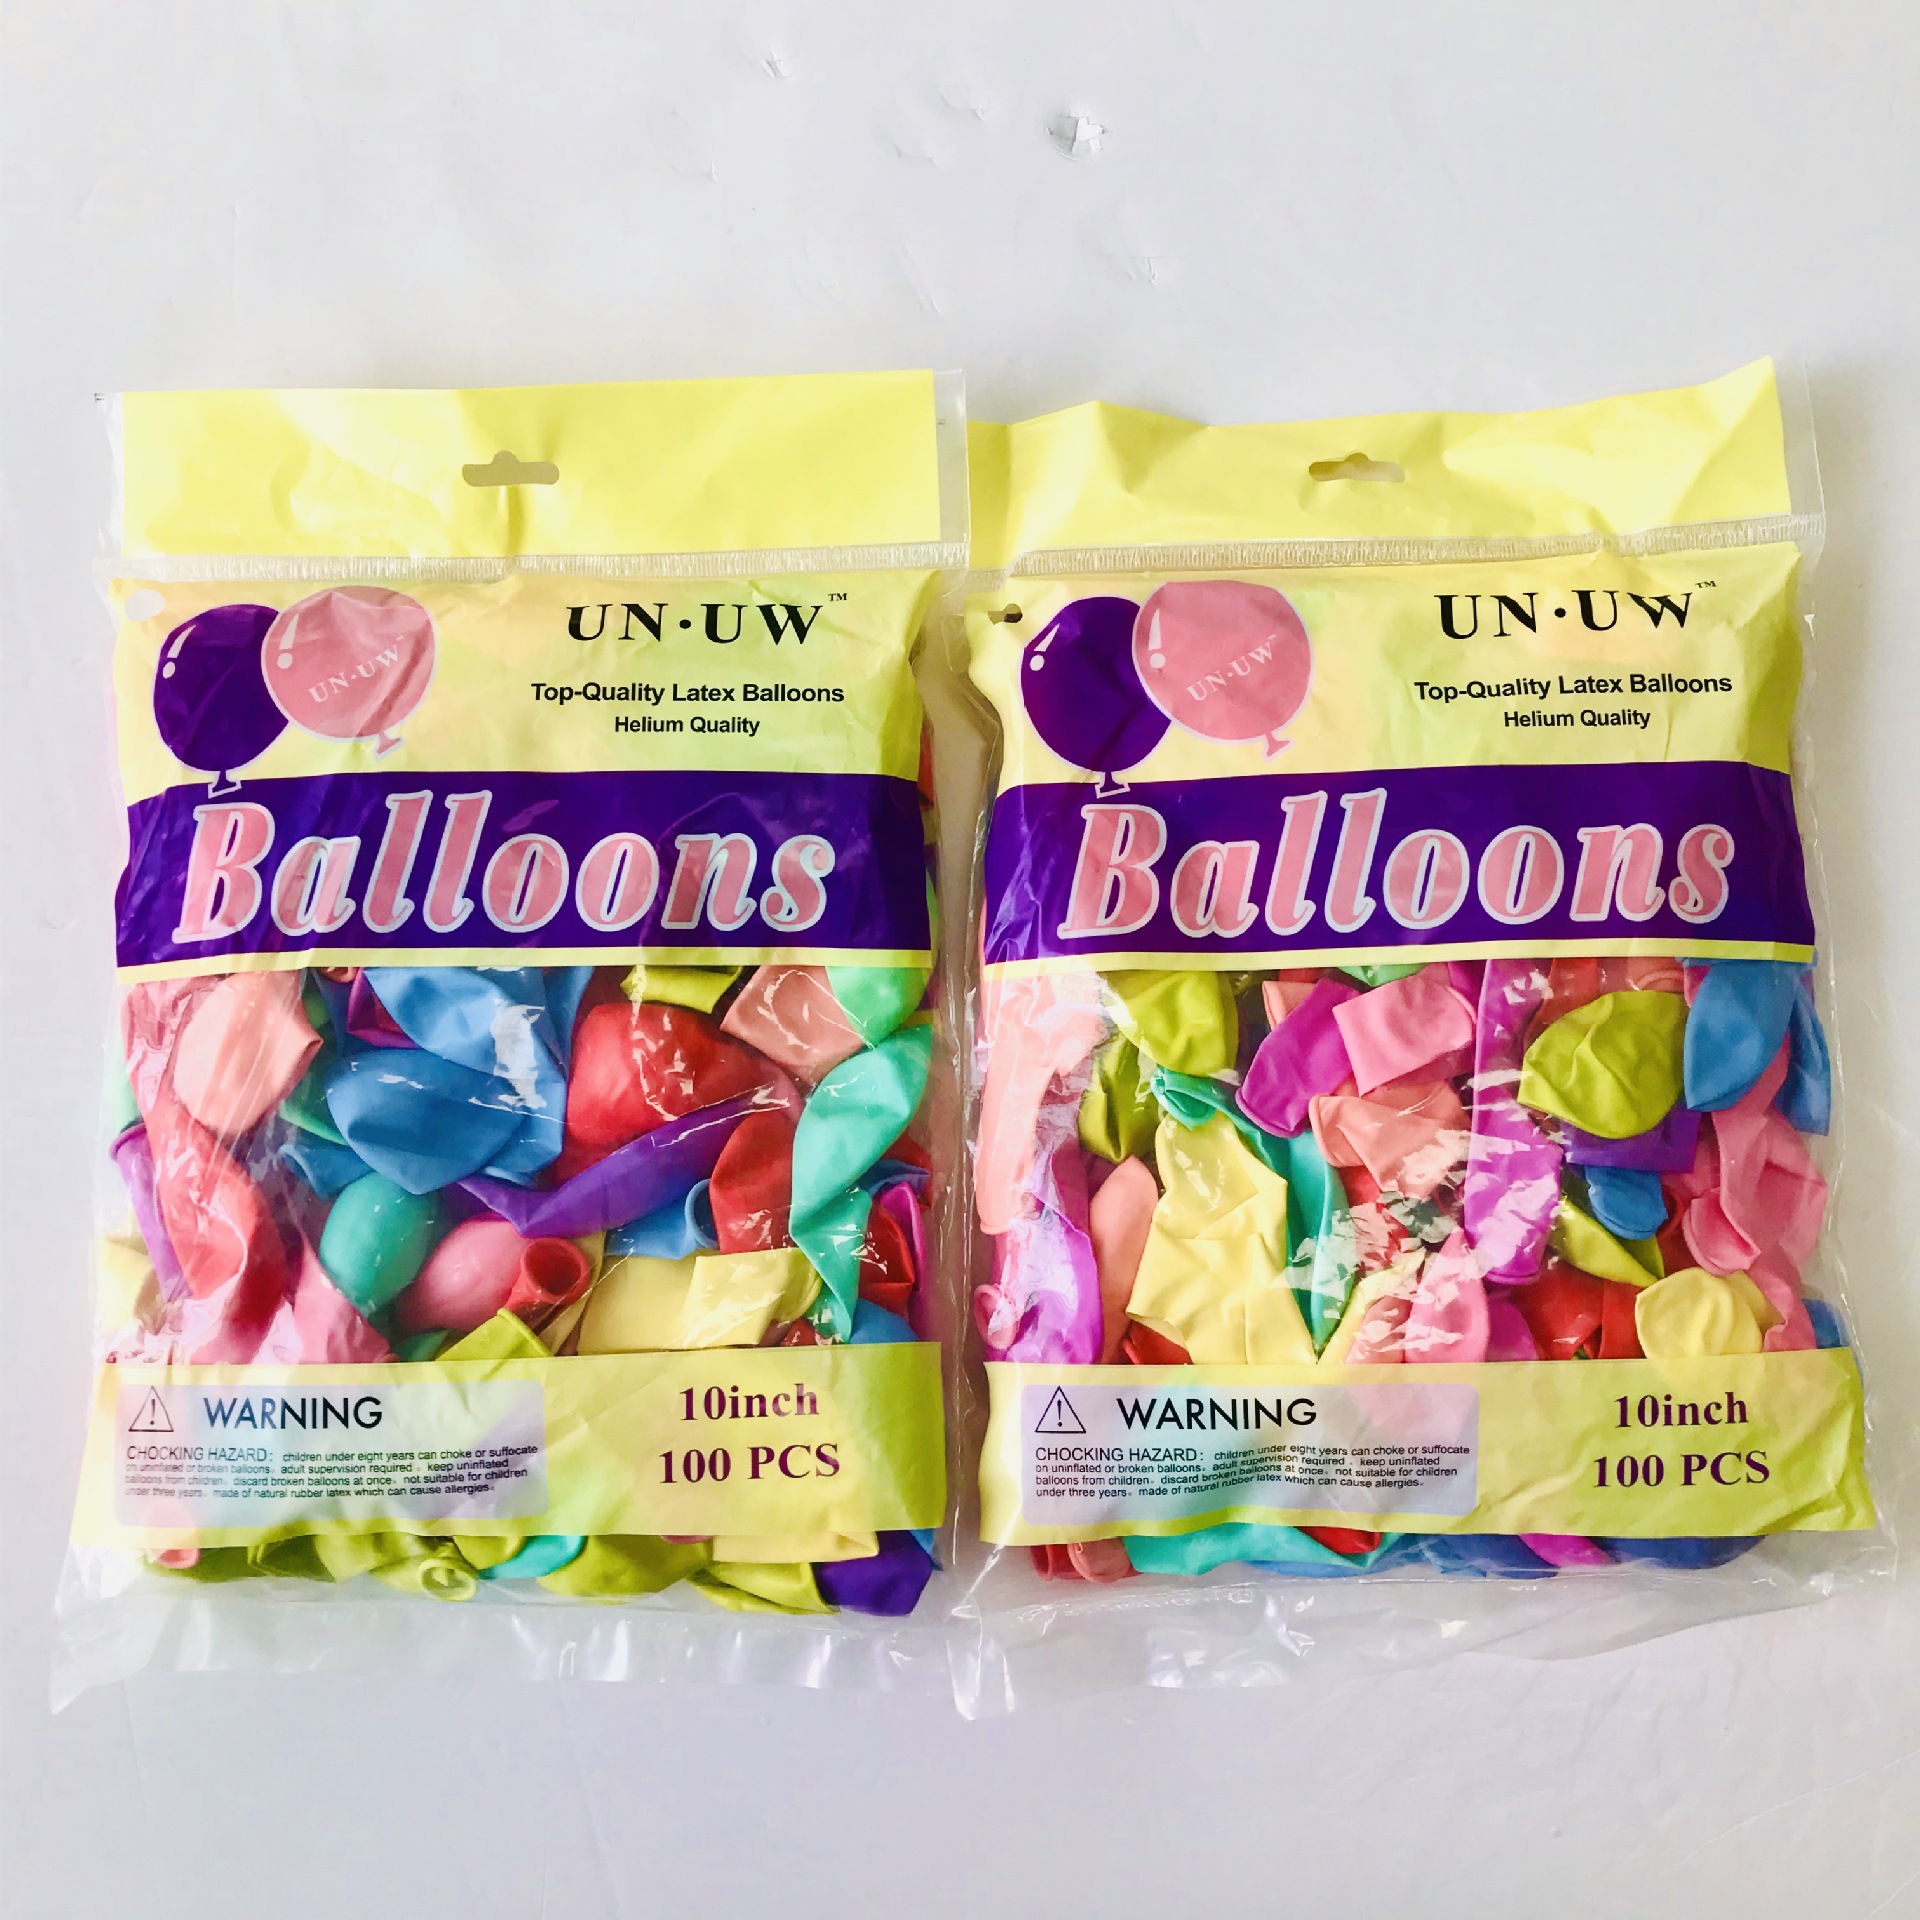 UN·UW™
UN·UW
Top-Quality Latex Balloons
Helium Quality
Balloons
WARNING
CHOCKING HAZARD: children under eight years can choke or suffocate
on uninflated or broken balloons。 adult supervision required 。 keep uninflated
balloons from children。 discard broken balloons at once。 not suitable for children
under three years。 made of natural rubber latex which can cause allergies。
10inch
100 PCS
UN·UW™
UN·UW
Top-Quality Latex Balloons
Helium Quality
Balloons
WARNING
CHOCKING HAZARD: children under eight years can choke or suffocate
on uninflated or broken balloons。 adult supervision required 。 keep uninflated
balloons from children。 discard broken balloons at once。 not suitable for children
under three years。 made of natural rubber latex which can cause allergies。
10inch
100 PCS